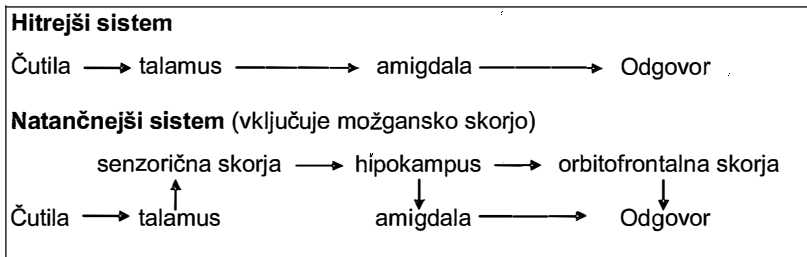 Hitrejši sistem
Čutila talamus amigdala Odgovor
Natančnejši sistem (vključuje možgansko skorjo)
senzorična skorja hipokampus orbitofrontalna skorja
Čutila talamus amigdala Odgovor